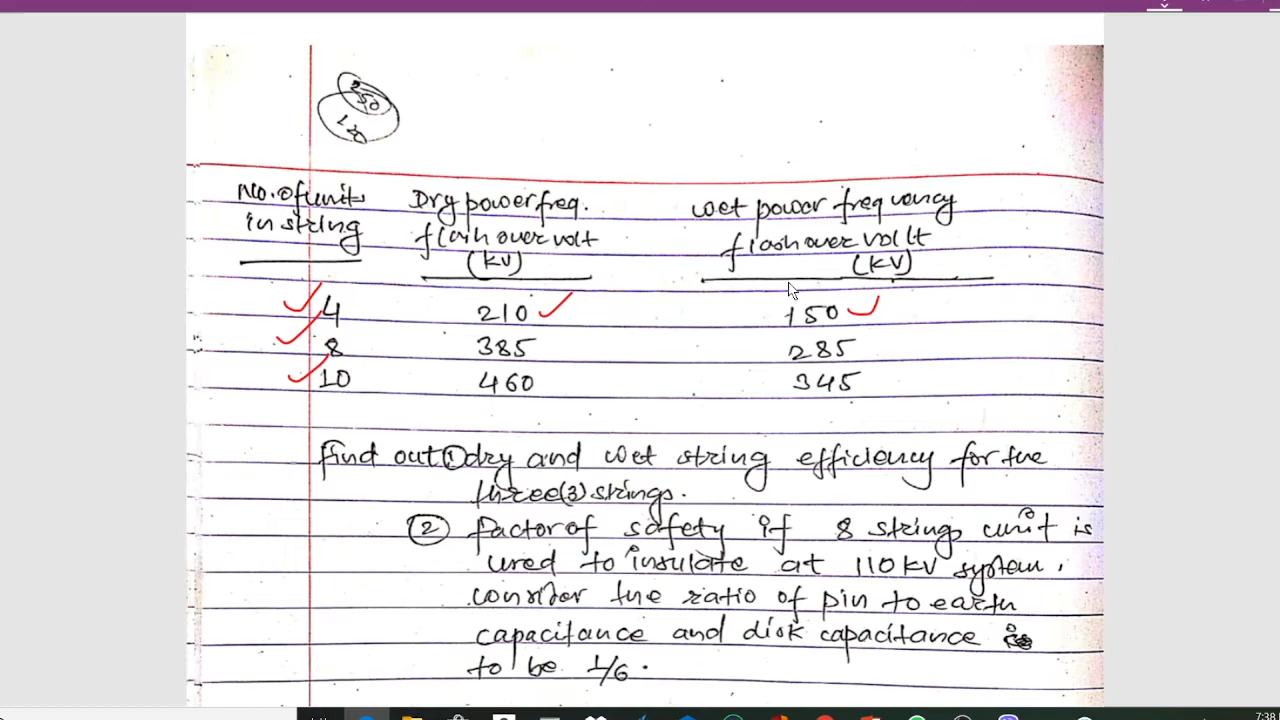 No. of units
in string
Dry power freq.
flash over volt
(KV)
wet power frequency
flash over vollt
(KV)
4 210 150
8 385 285
10 460 345
find out ① dry and wet string efficiency for the
three (3) strings.
② factor of safety if 8 strings unit is
used to insulate at 110 KV system.
consider the ratio of pin to earth
capacitance and disk capacitance
to be 1/6.
7:38